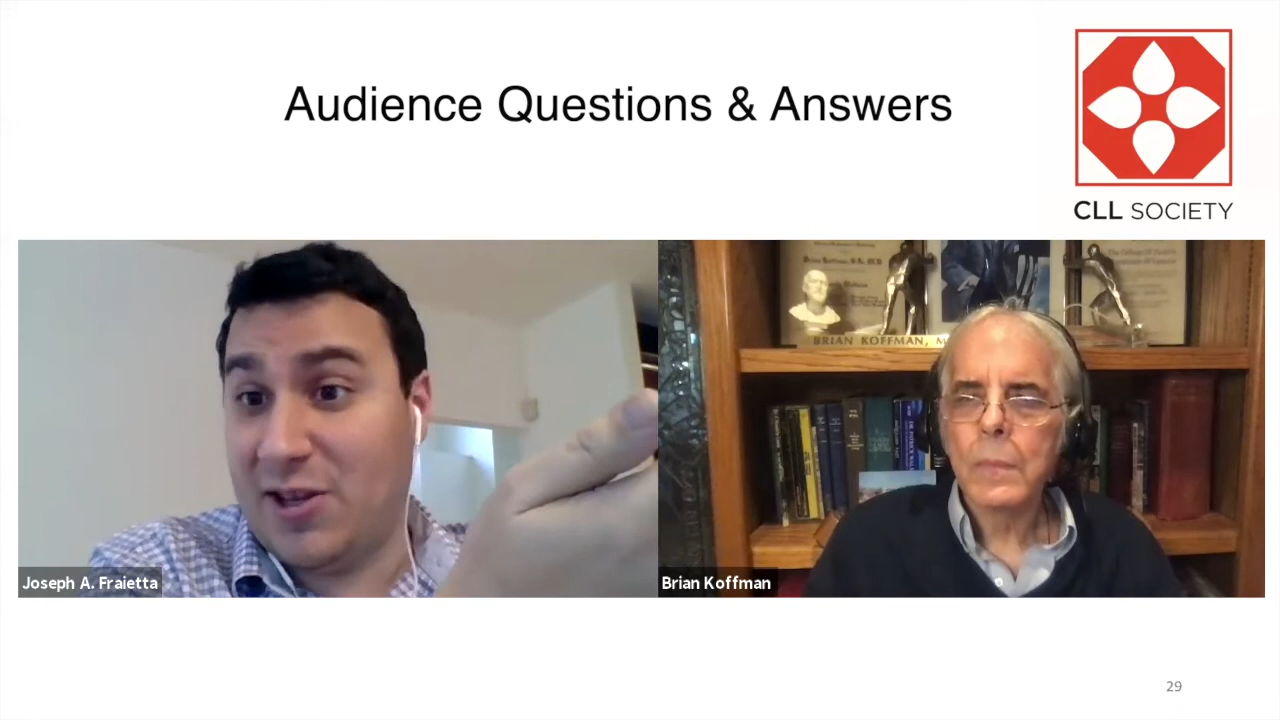 Audience Questions & Answers
CLL SOCIETY
BRIAN KOFFMAN, M
Joseph A. Fraietta
Brian Koffman
29